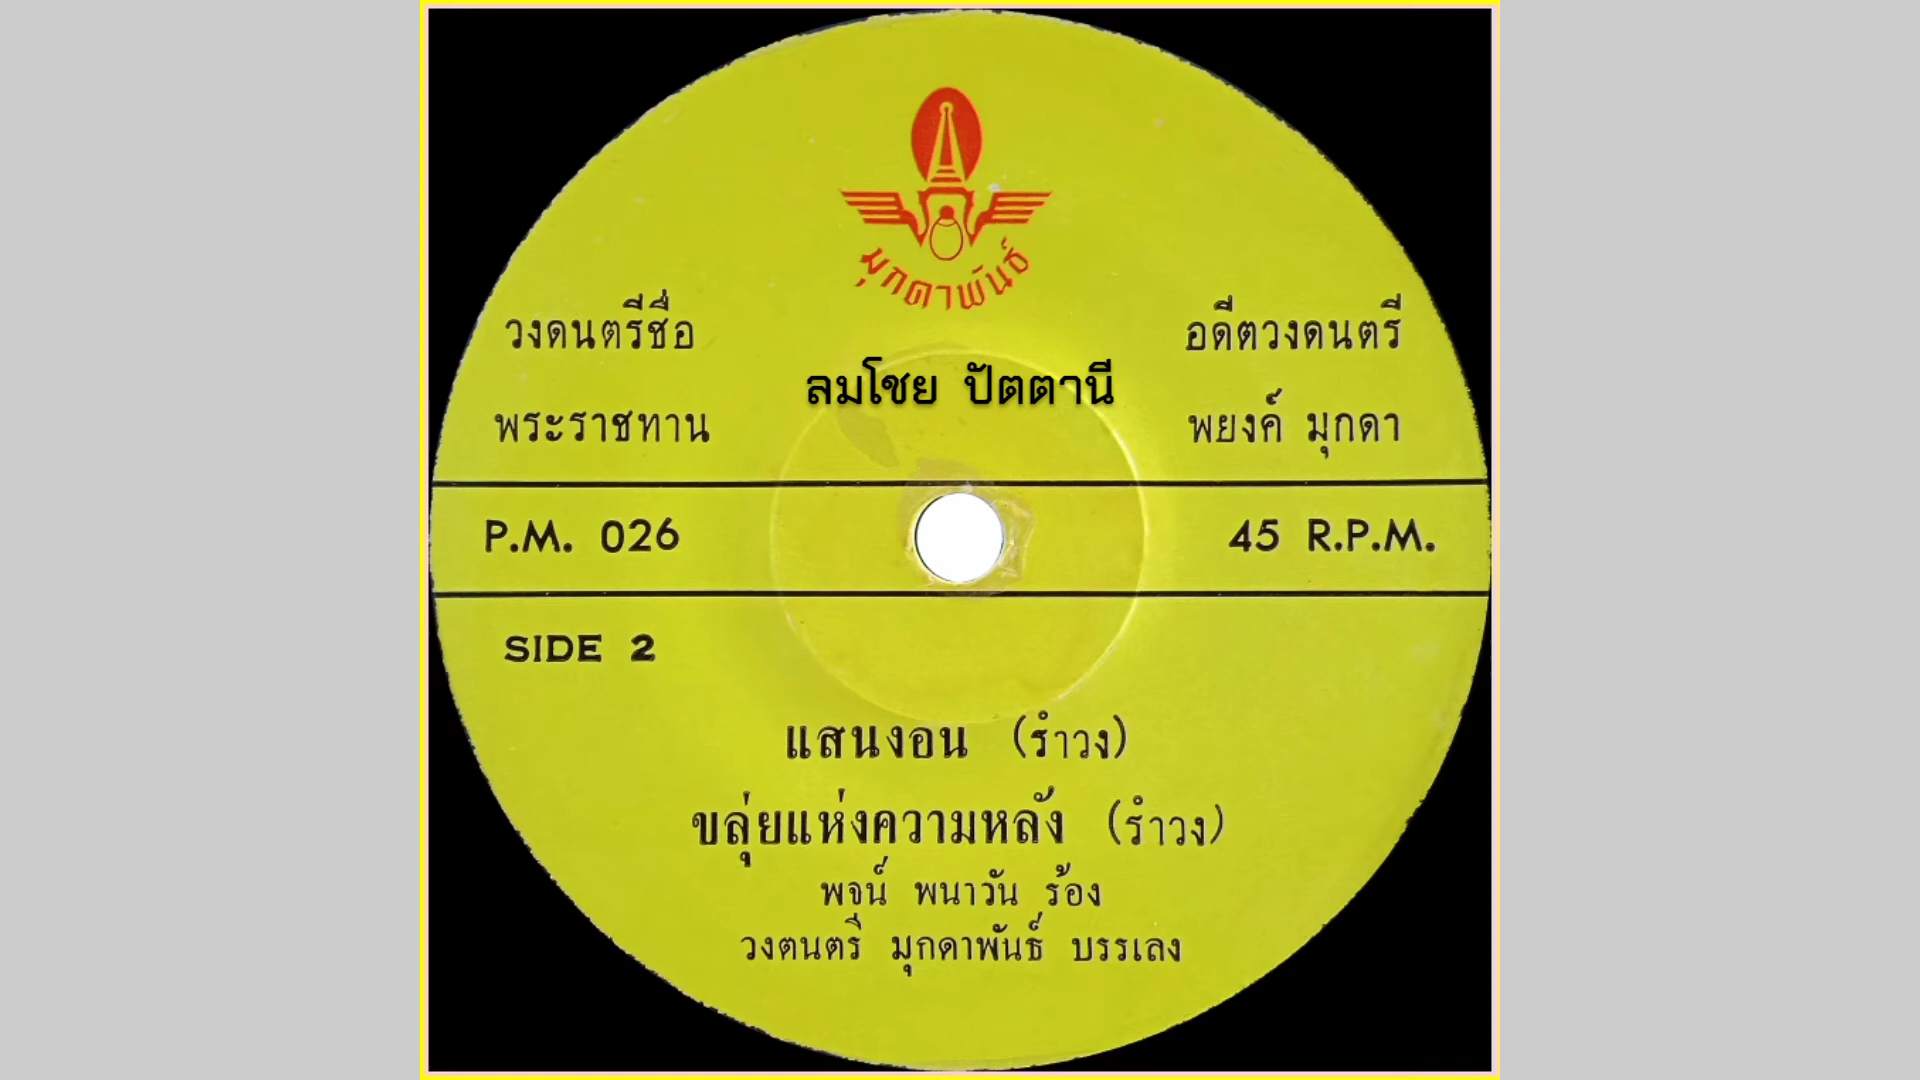 มุกดาพันธ์
วงดนตรีชื่อ
อดีตวงดนตรี
ลมโชย ปัตตานี
พระราชทาน
พยงค์ มุกดา
P.M. 026
45 R.P.M.
SIDE 2
แสนงอน (รำวง)
ขลุ่ยแห่งความหลัง (รำวง)
พจน์ พนาวัน ร้อง
วงตนตรี มุกดาพันธ์ บรรเลง